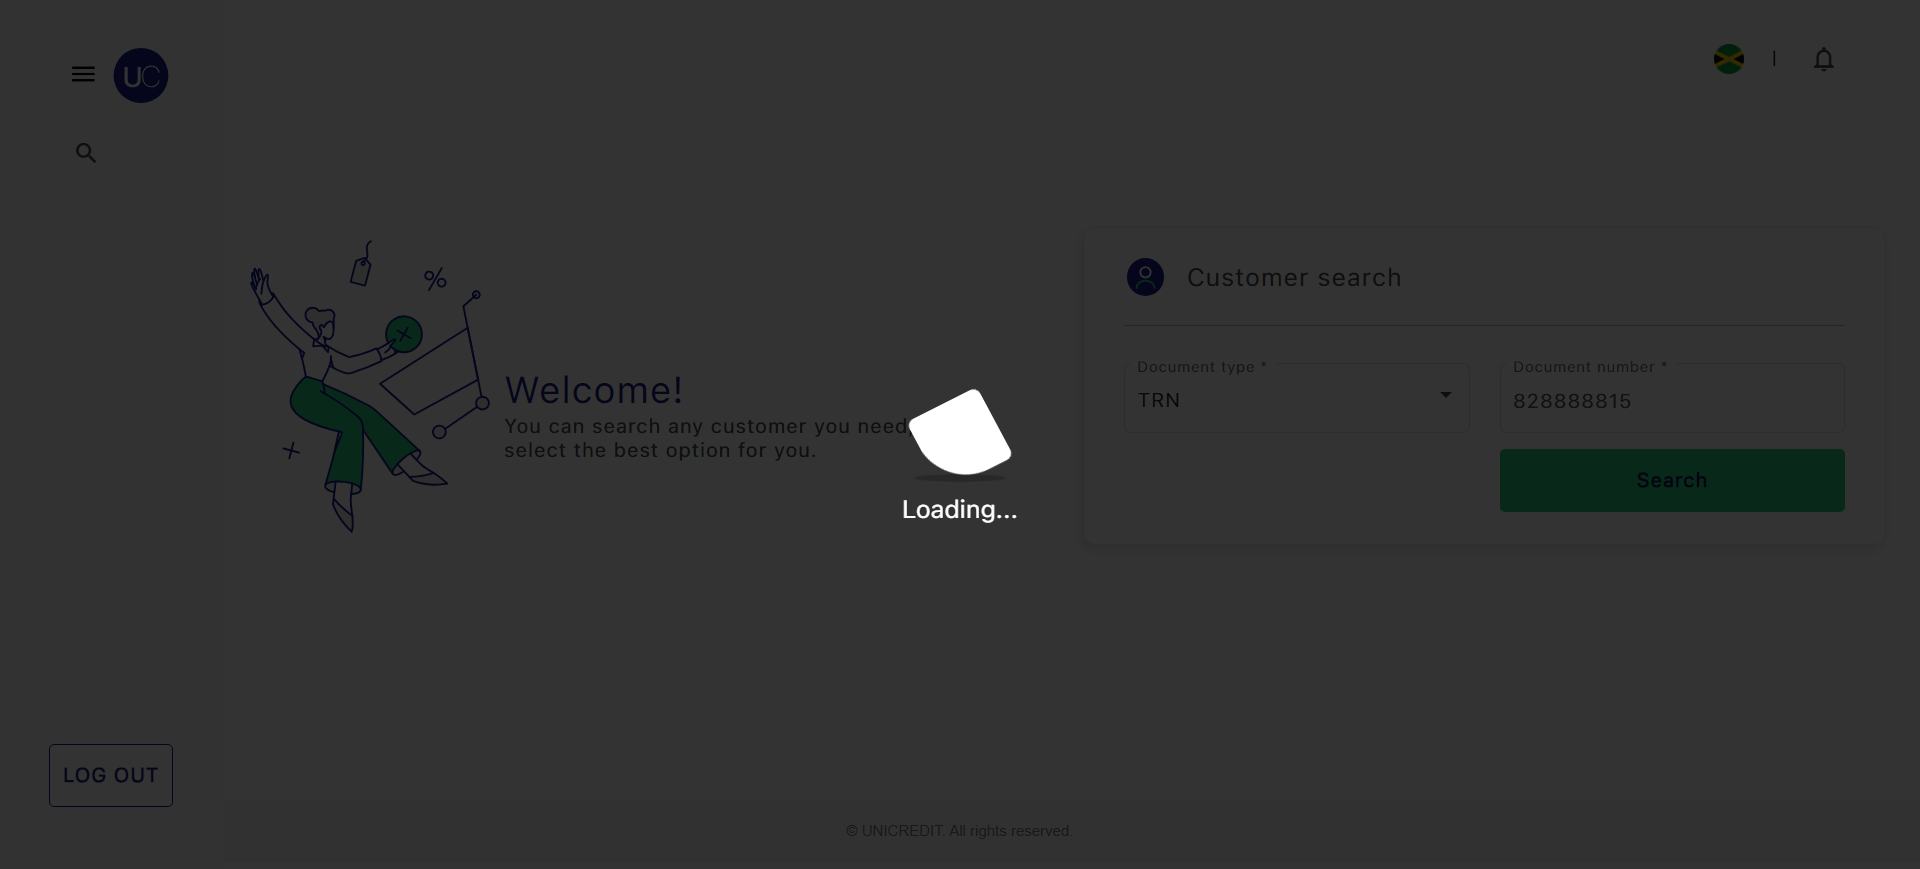 UC
Customer search
Document type *
TRN
Document number *
828888815
Search
Welcome!
You can search any customer you need,
select the best option for you.
Loading...
LOG OUT
© UNICREDIT. All rights reserved.